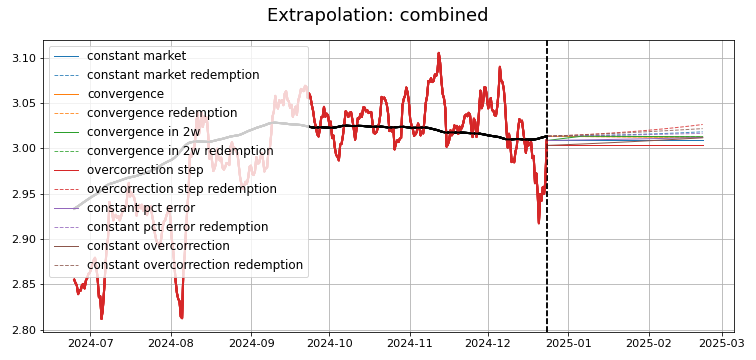 Extrapolation: combined
3.10
3.05
3.00
2.95
2.90
2.85
2.80
constant market
constant market redemption
convergence
convergence redemption
convergence in 2w
convergence in 2w redemption
overcorrection step
overcorrection step redemption
constant pct error
constant pct error redemption
constant overcorrection
constant overcorrection redemption
2024-07 2024-08 2024-09 2024-10 2024-11 2024-12 2025-01 2025-02 2025-03